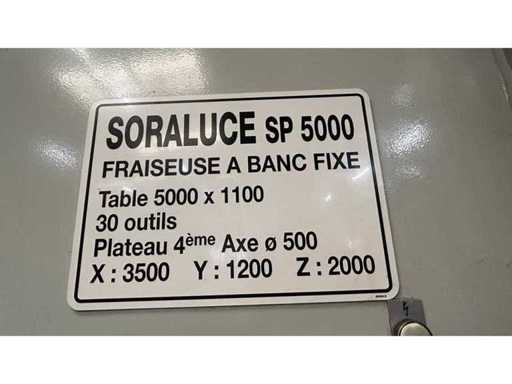 SORALUCE SP 5000
FRAISEUSE A BANC FIXE
Table 5000 x 1100
30 outils
Plateau 4ème Axe ø 500
X : 3500 Y : 1200 Z : 2000